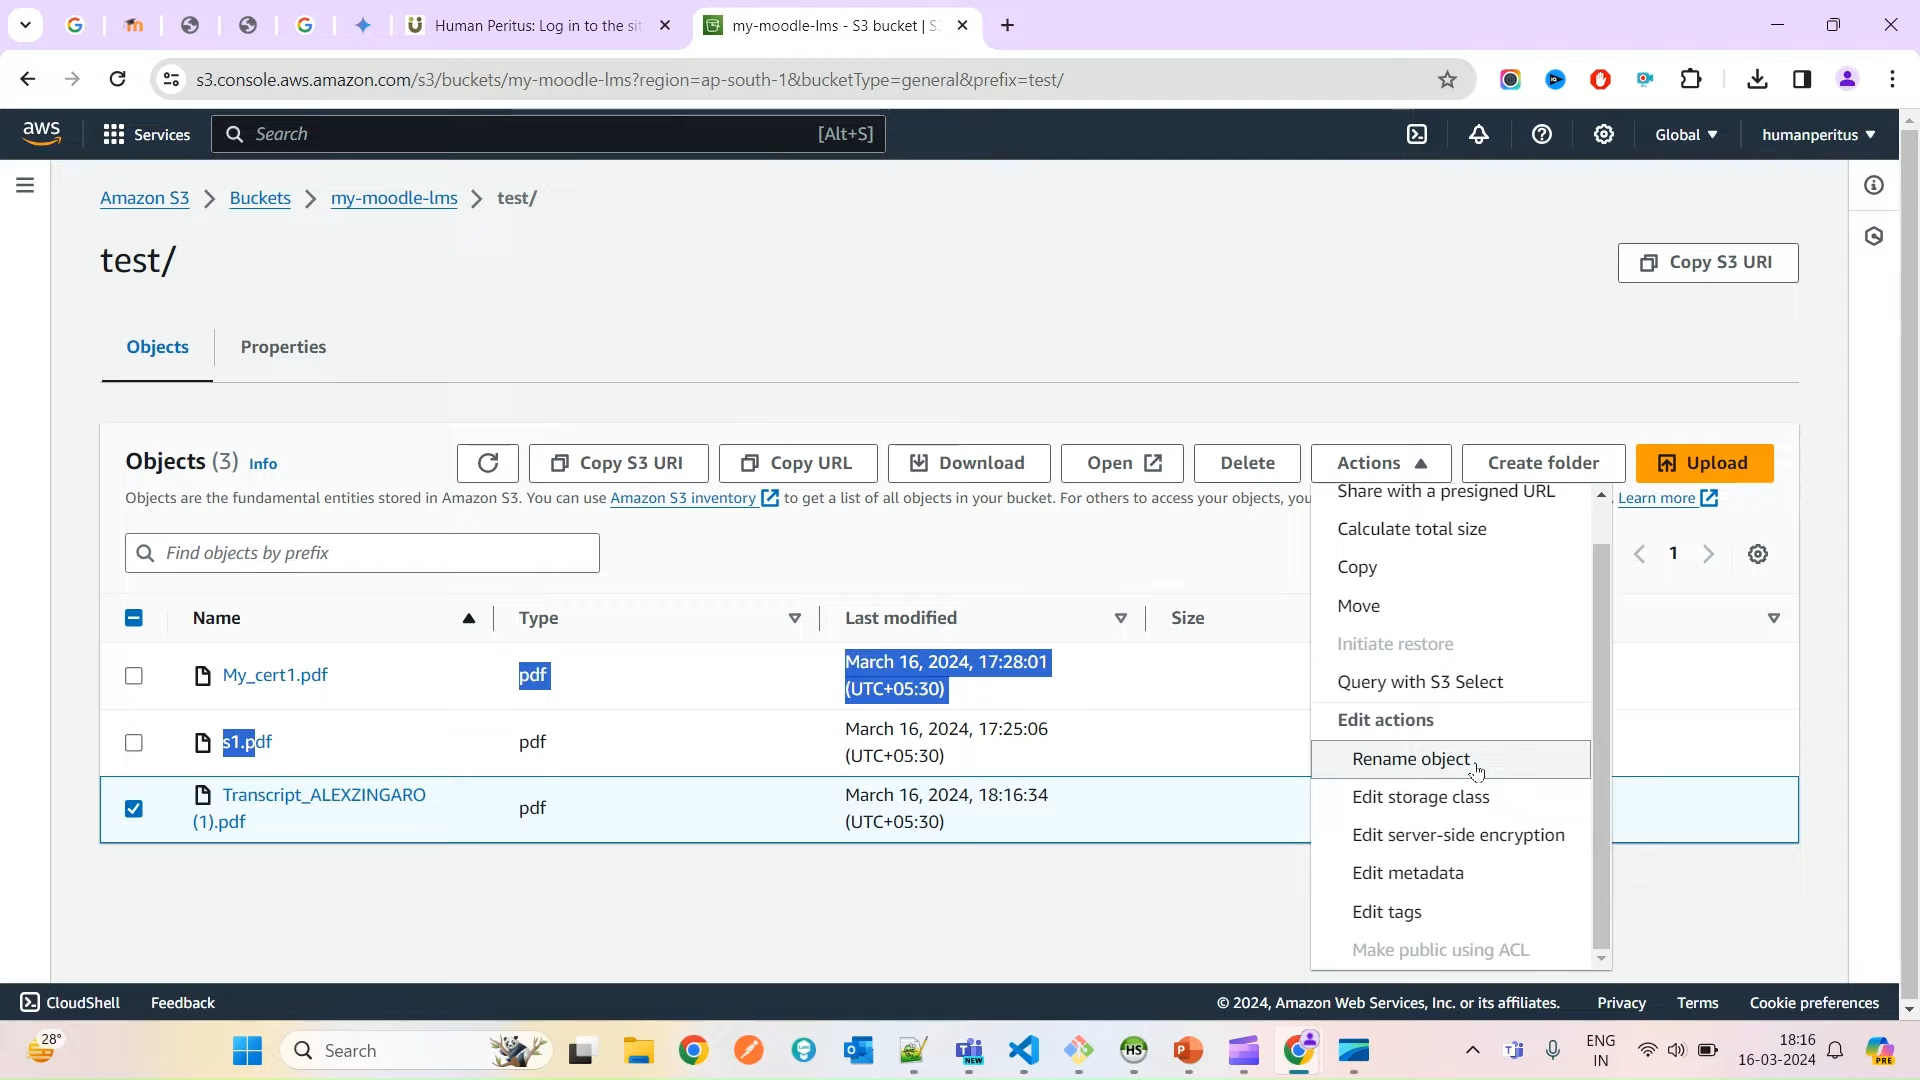 Human Peritus: Log in to the sit
my-moodle-lms - S3 bucket | S
s3.console.aws.amazon.com/s3/buckets/my-moodle-lms?region=ap-south-1&bucketType=general&prefix=test/
aws
Services
Search
[Alt+S]
Global
humanperitus
Amazon S3
Buckets
my-moodle-lms
test/
test/
Copy S3 URI
Objects
Properties
Objects (3)
Info
Copy S3 URI
Copy URL
Download
Open
Delete
Actions
Create folder
Upload
Objects are the fundamental entities stored in Amazon S3. You can use Amazon S3 inventory to get a list of all objects in your bucket. For others to access your objects, you
Learn more
Find objects by prefix
1
Name
Type
Last modified
Size
My_cert1.pdf
pdf
March 16, 2024, 17:28:01
(UTC+05:30)
s1.pdf
pdf
March 16, 2024, 17:25:06
(UTC+05:30)
Transcript_ALEXZINGARO
(1).pdf
pdf
March 16, 2024, 18:16:34
(UTC+05:30)
Share with a presigned URL
Calculate total size
Copy
Move
Initiate restore
Query with S3 Select
Edit actions
Rename object
Edit storage class
Edit server-side encryption
Edit metadata
Edit tags
Make public using ACL
CloudShell
Feedback
© 2024, Amazon Web Services, Inc. or its affiliates.
Privacy
Terms
Cookie preferences
28°
Search
NEW
HS
ENG
IN
18:16
16-03-2024
PRE